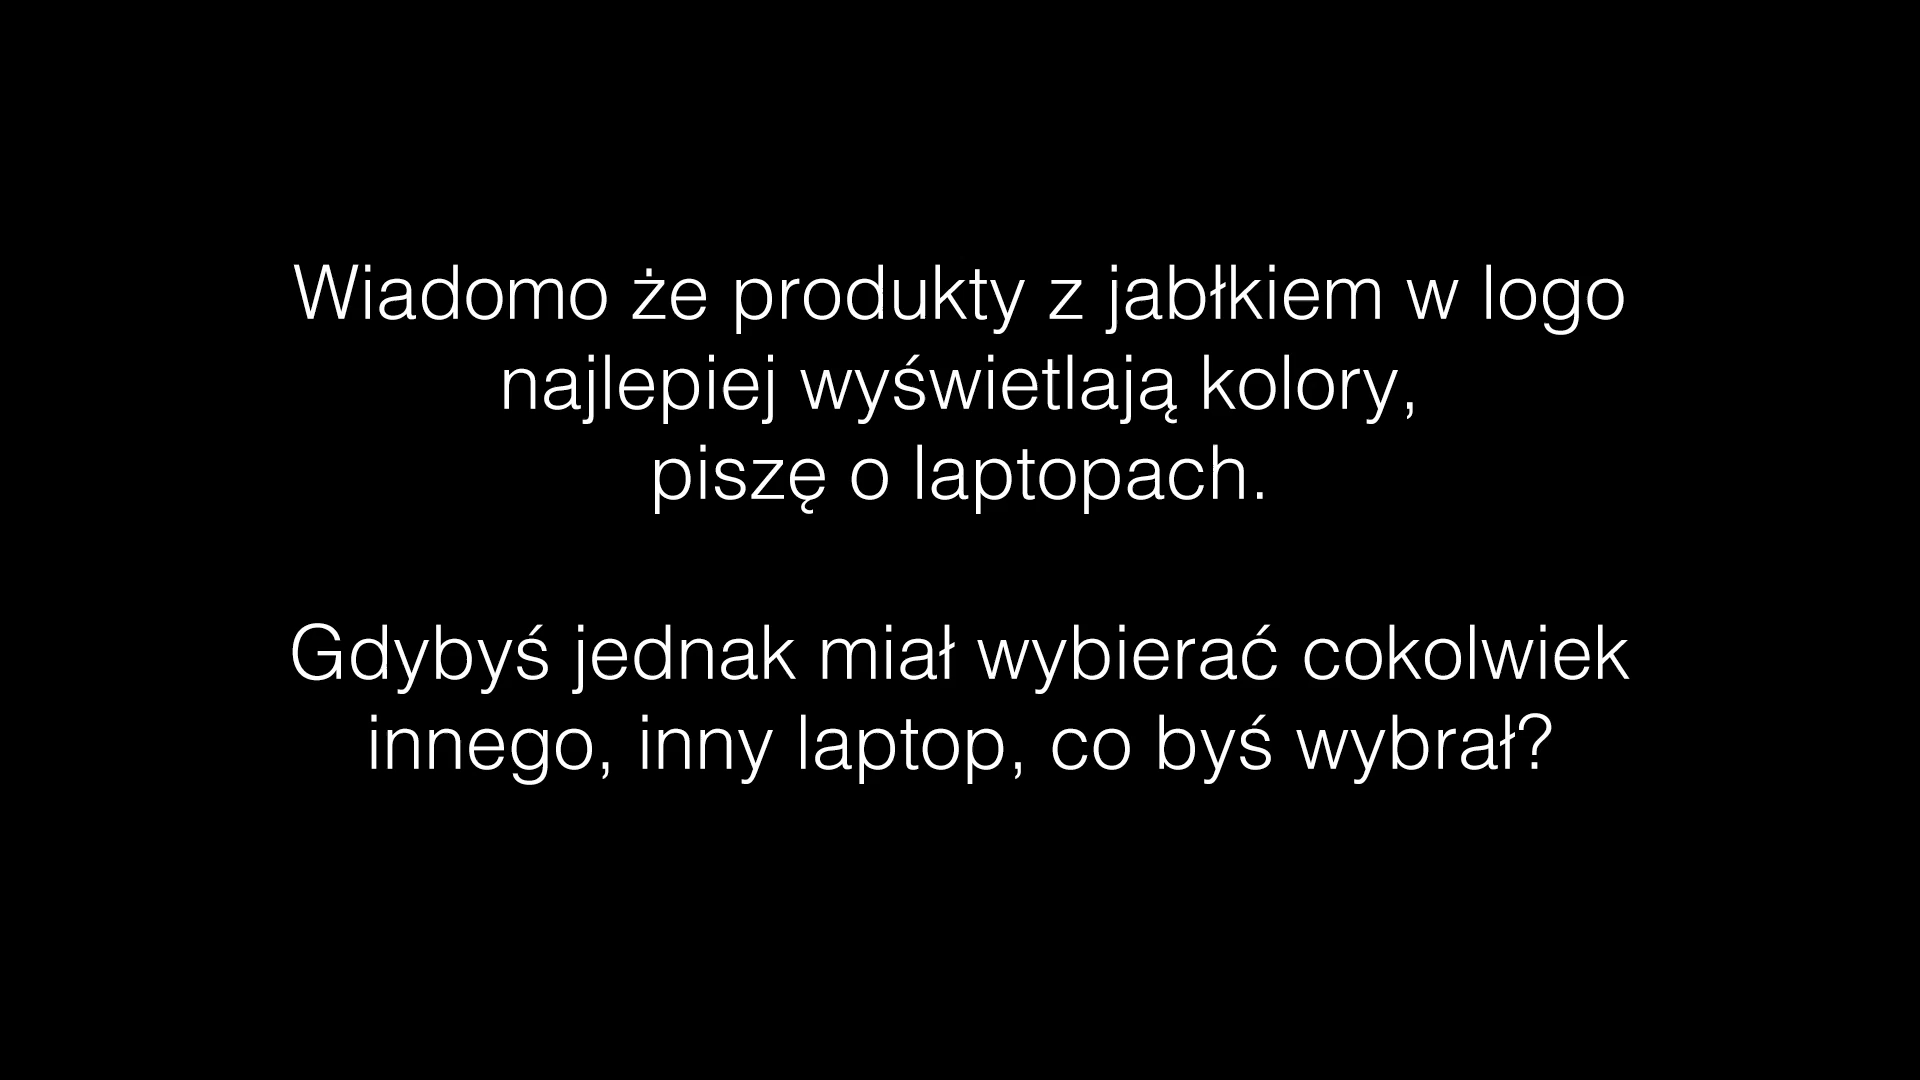 Wiadomo że produkty z jabłkiem w logo
najlepiej wyświetlają kolory,
piszę o laptopach.
Gdybyś jednak miał wybierać cokolwiek
innego, inny laptop, co byś wybrał?